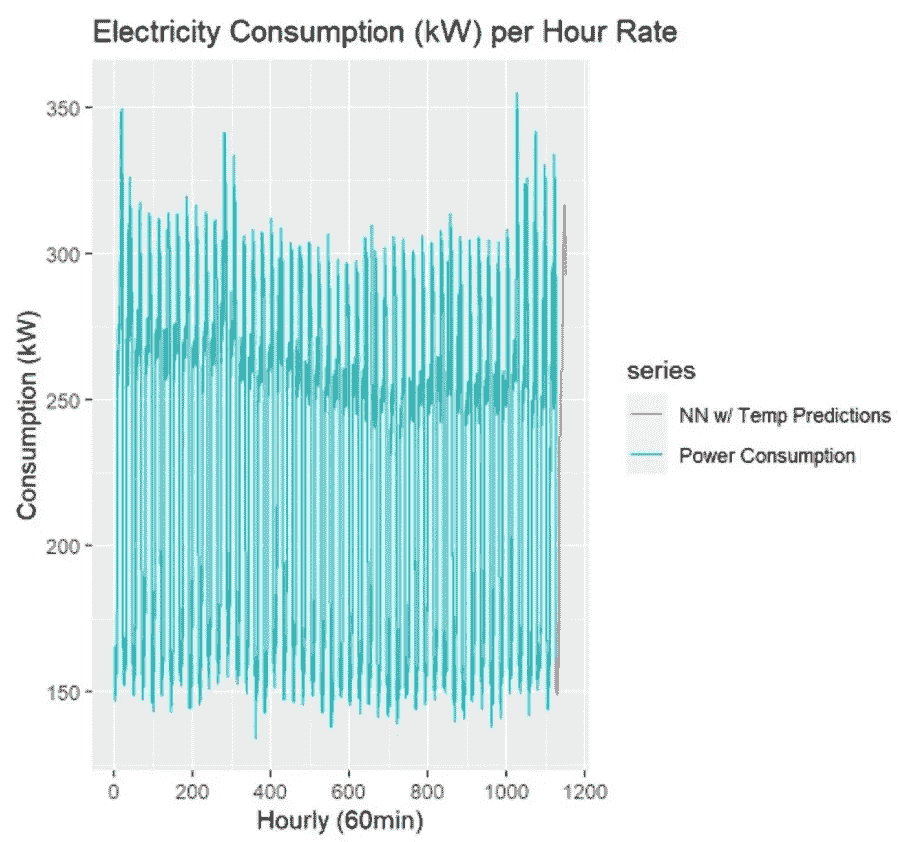 Electricity Consumption (kW) per Hour Rate
350
300
250
200
150
Consumption (kW)
0 200 400 600 800 1000 1200
Hourly (60min)
series
NN w/ Temp Predictions
Power Consumption